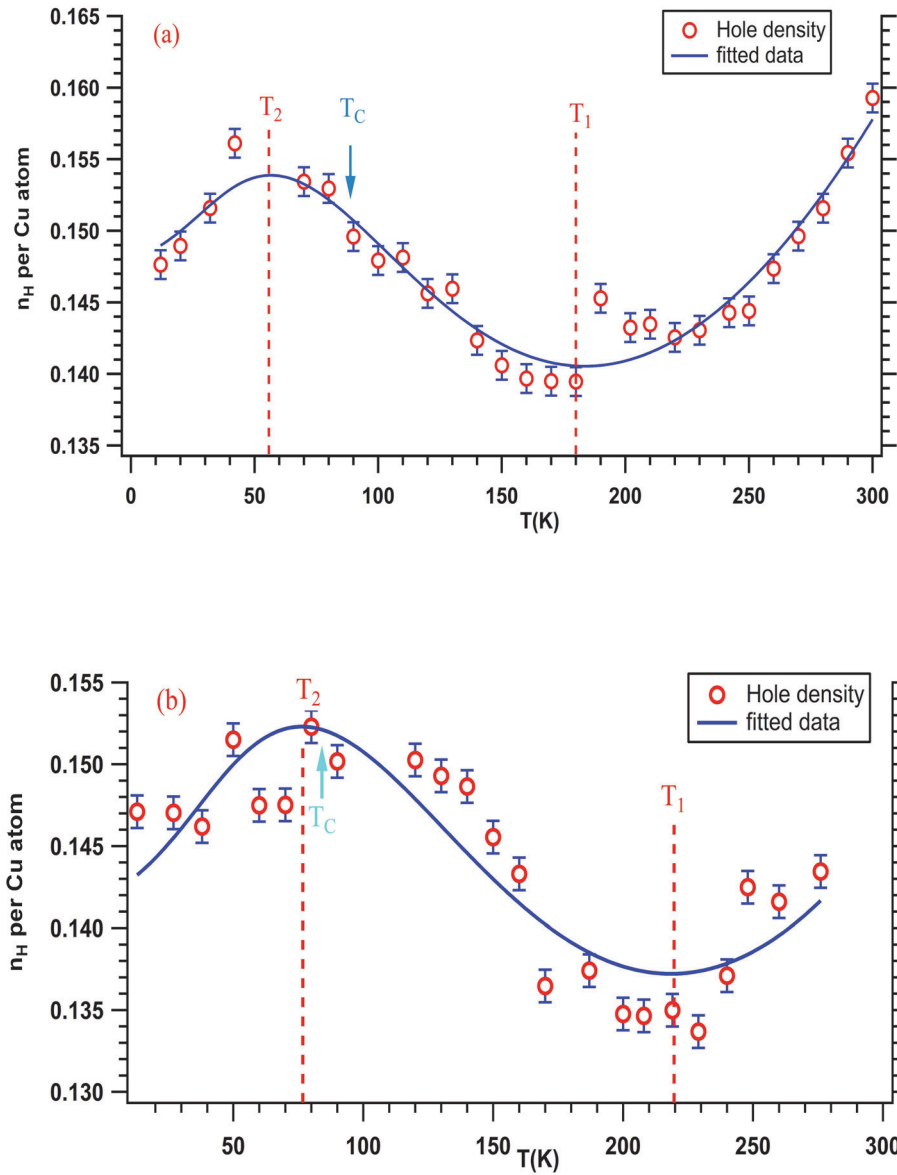 0.165
(a)
Hole density
fitted data
0.160
T2
TC
T1
0.155
0.150
0.145
0.140
0.135
nH per Cu atom
0 50 100 150 200 250 300
T(K)
0.155
(b)
T2
Hole density
fitted data
0.150
TC
T1
0.145
0.140
0.135
0.130
nH per Cu atom
50 100 150 200 250 300
T(K)